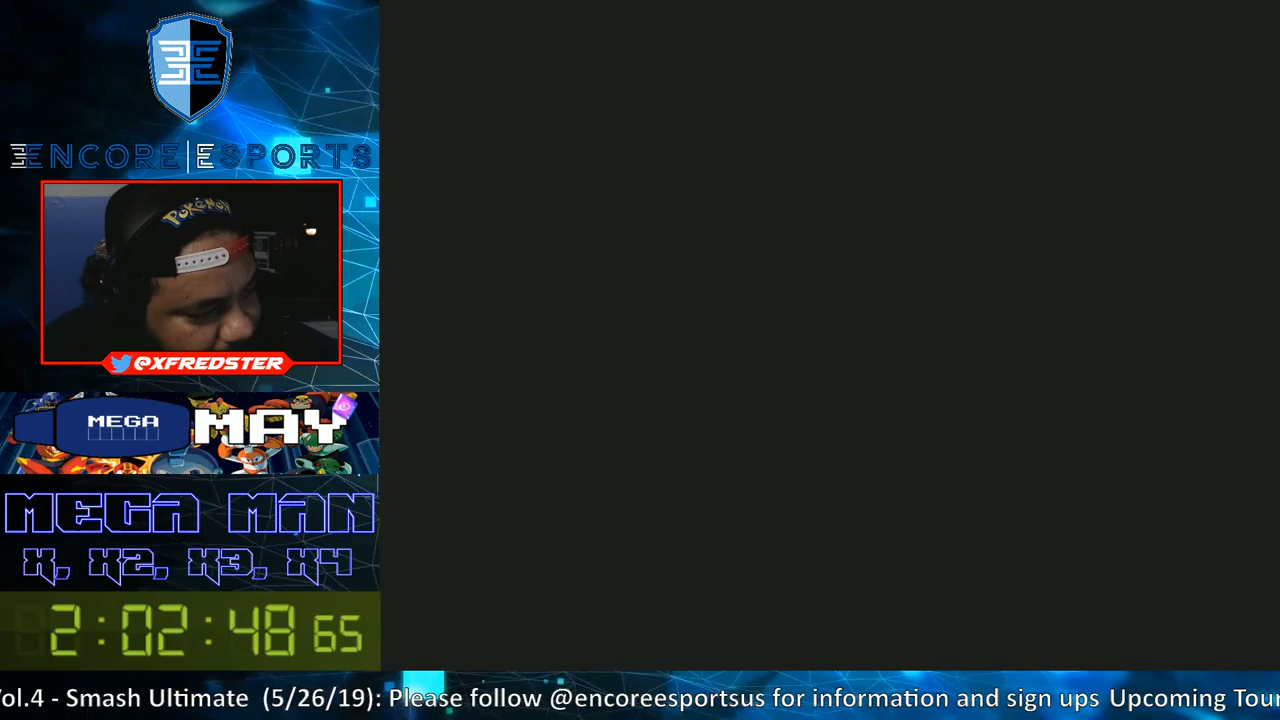 ENCORE|ESPORTS
POKéMON
@XFREDSTER
MEGA
MAY
MEGA MAN
X, X2, X3, X4
2:02:48 65
Vol.4 - Smash Ultimate (5/26/19): Please follow @encoreesportsus for information and sign ups Upcoming Tour